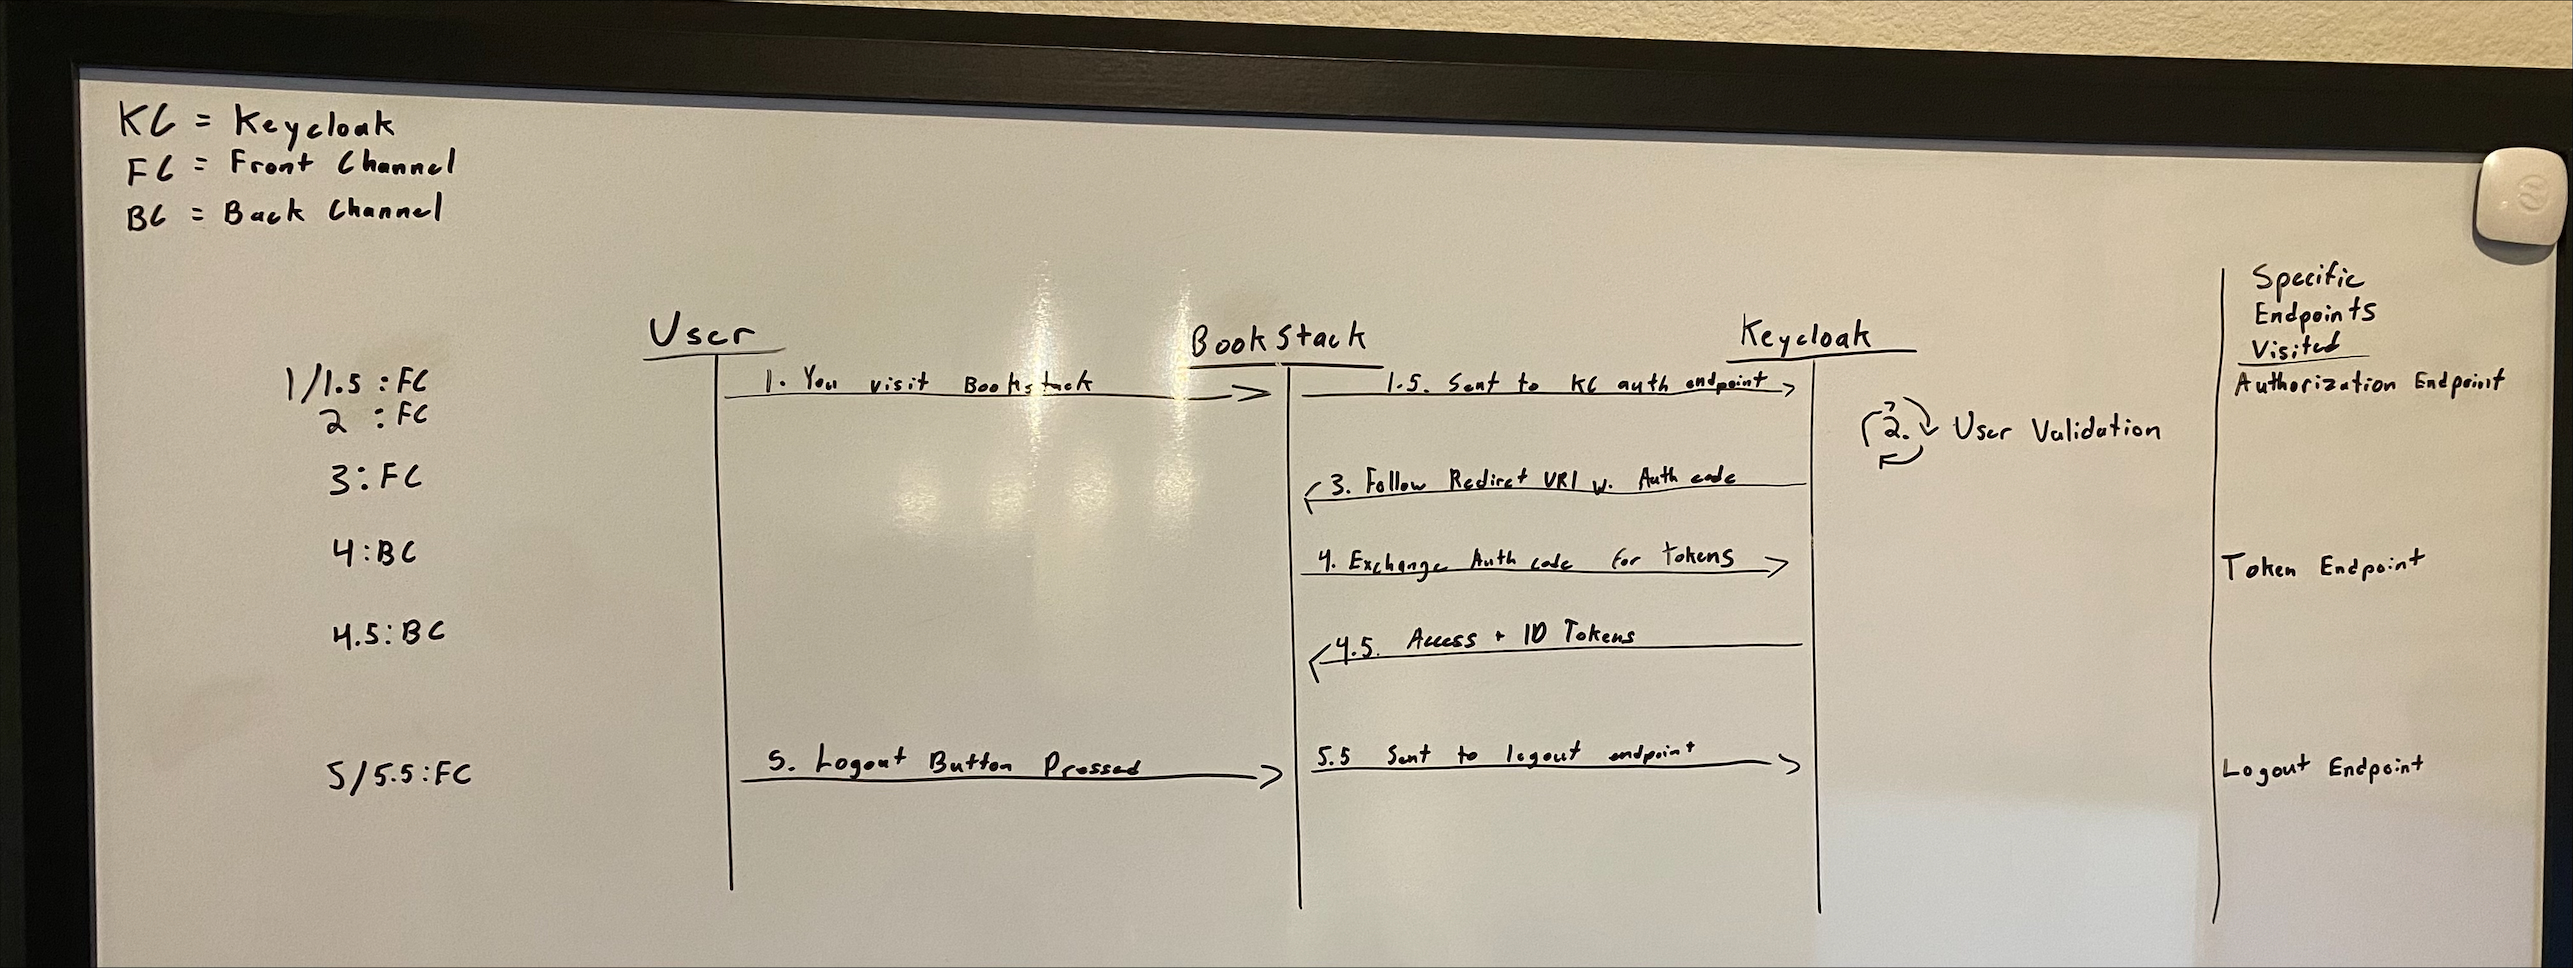 KC = Keycloak
FC = Front Channel
BC = Back Channel
User
BookStack
Keycloak
Specific
Endpoints
Visited
1/1.5 : FC
1. You visit Bookstack
1.5. Sent to KC auth endpoint
Authorization Endpoint
2 : FC
2. User Validation
3: FC
3. Follow Redirect URI w. Auth code
4: BC
4. Exchange Auth code for Tokens
Token Endpoint
4.5: BC
4.5. Access + ID Tokens
5/5.5: FC
5. Logout Button Pressed
5.5 Sent to logout endpoint
Logout Endpoint